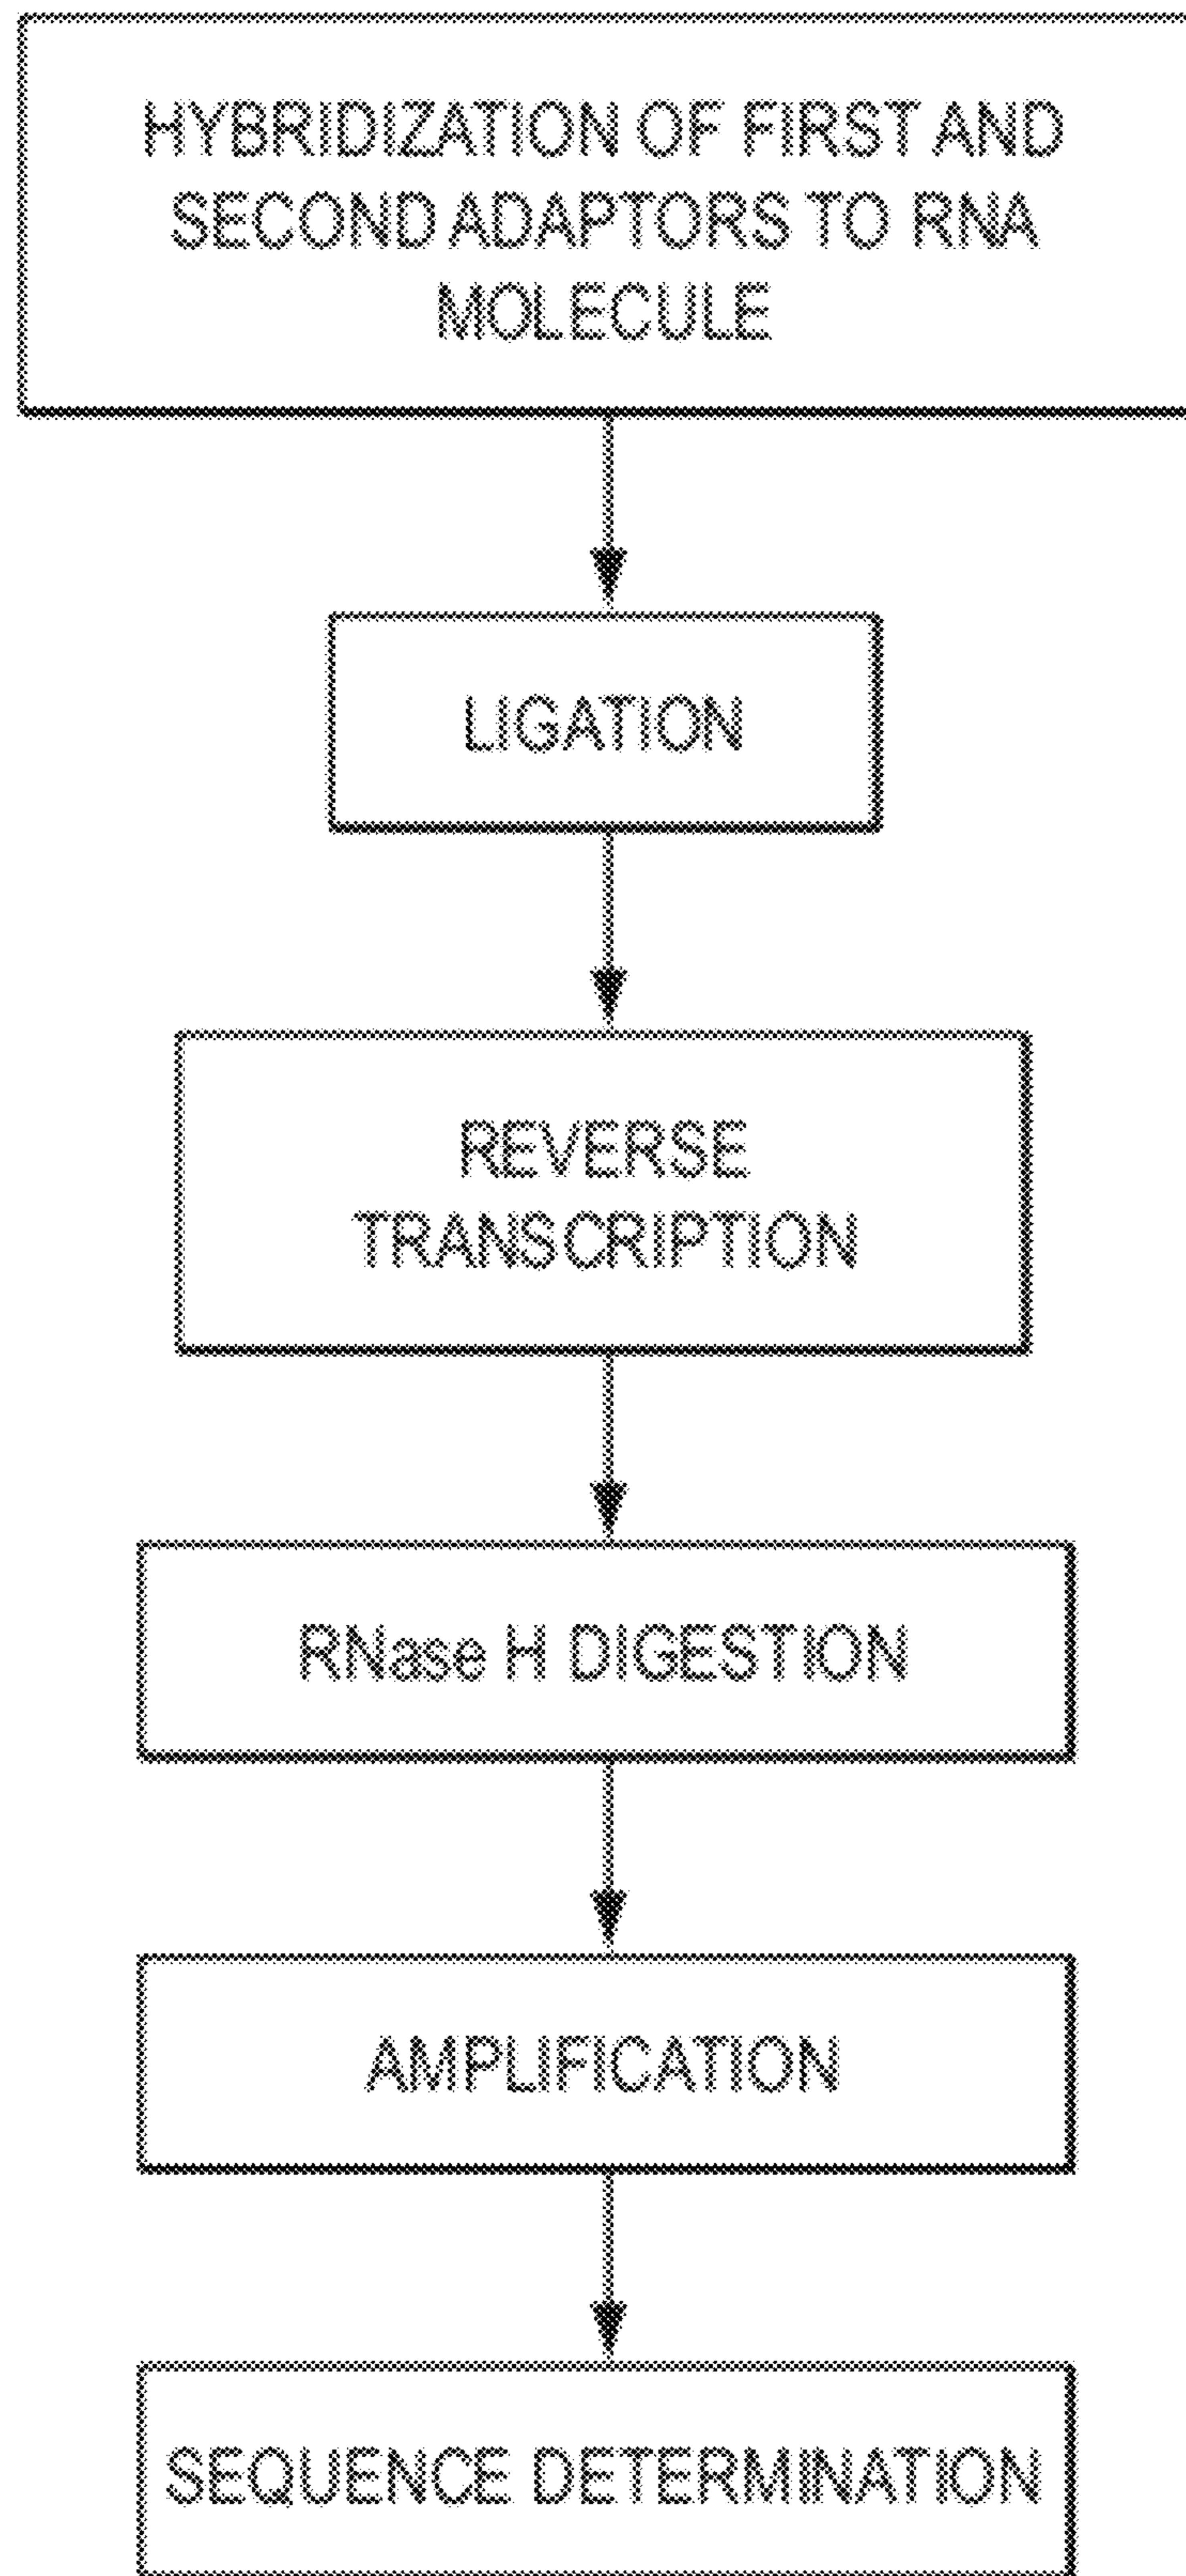 HYBRIDIZATION OF FIRST AND
SECOND ADAPTORS TO RNA
MOLECULE
LIGATION
REVERSE
TRANSCRIPTION
RNase H DIGESTION
AMPLIFICATION
SEQUENCE DETERMINATION